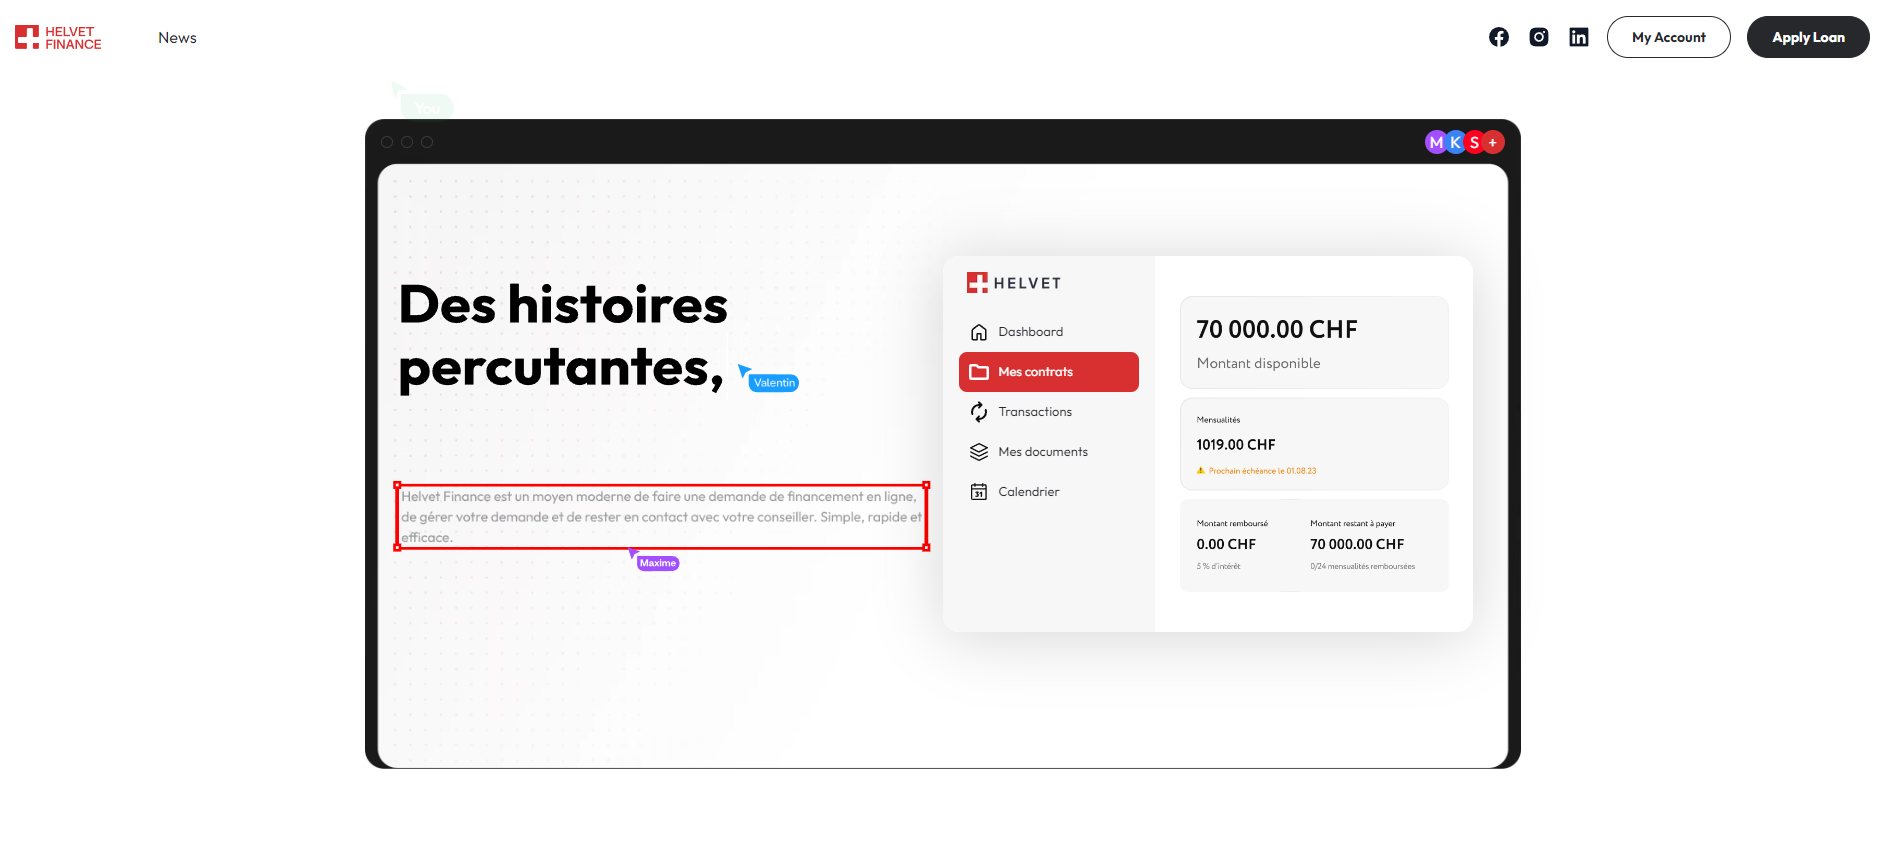 HELVET
FINANCE
News
My Account
Apply Loan
You
M K S +
Des histoires
percutantes,
Valentin
Helvet Finance est un moyen moderne de faire une demande de financement en ligne,
de gérer votre demande et de rester en contact avec votre conseiller. Simple, rapide et
efficace.
Maxime
HELVET
Dashboard
Mes contrats
Transactions
Mes documents
31
Calendrier
70 000.00 CHF
Montant disponible
Mensualités
1019.00 CHF
Prochain échéance le 01.08 23
Montant remboursé
0.00 CHF
5 % d'intérêt
Montant restant à payer
70 000.00 CHF
0/24 mensualités remboursées